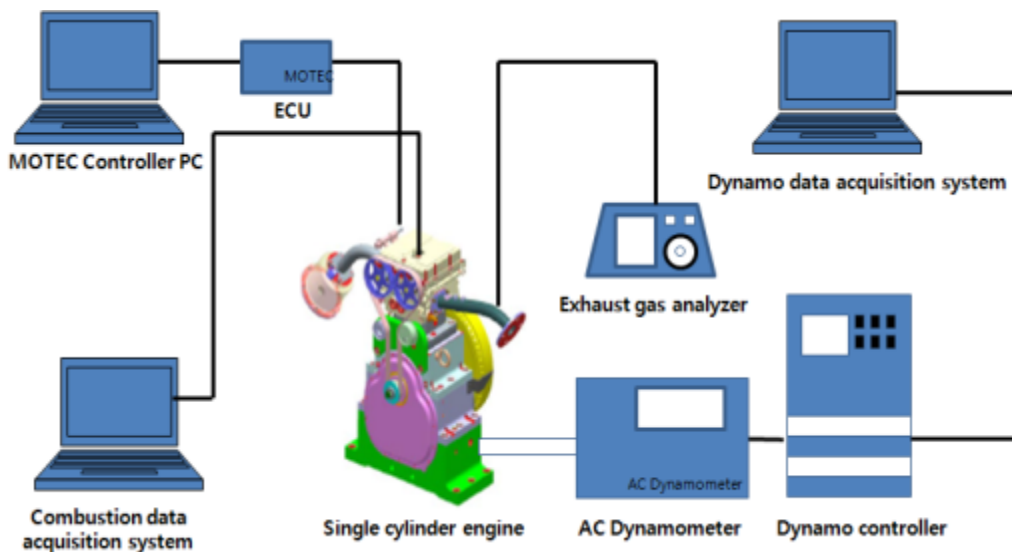 MOTEC
ECU
MOTEC Controller PC
Dynamo data acquisition system
Exhaust gas analyzer
AC Dynamometer
Combustion data
acquisition system
Single cylinder engine
AC Dynamometer
Dynamo controller